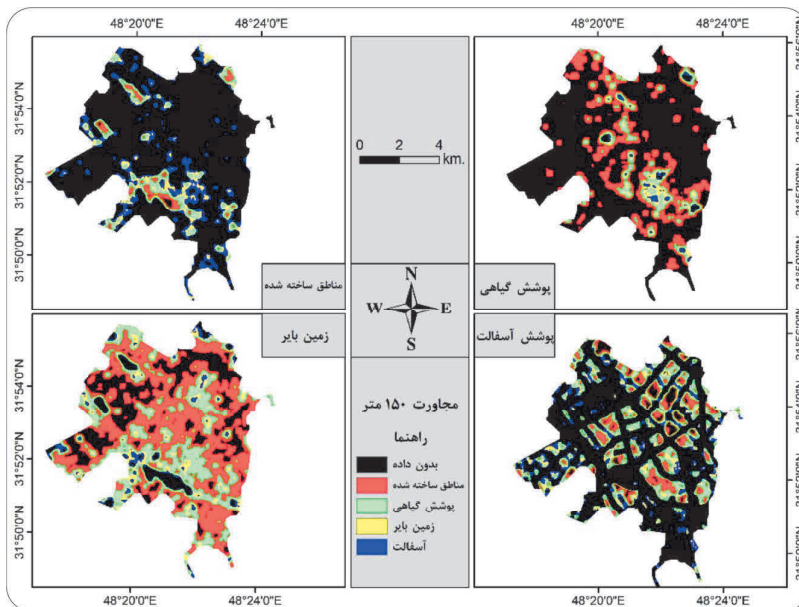 48°20'0"E 48°24'0"E
48°20'0"E 48°24'0"E
31°54'0"N
31°52'0"N
31°50'0"N
0 2 4
km.
N
W E
S
مناطق ساخته شده
پوشش گیاهی
زمین بایر
پوشش آسفالت
31°54'0"N
31°52'0"N
31°50'0"N
مجاورت ۱۵۰ متر
راهنما
بدون داده
مناطق ساخته شده
پوشش گیاهی
زمین بایر
آسفالت
48°20'0"E 48°24'0"E
48°20'0"E 48°24'0"E